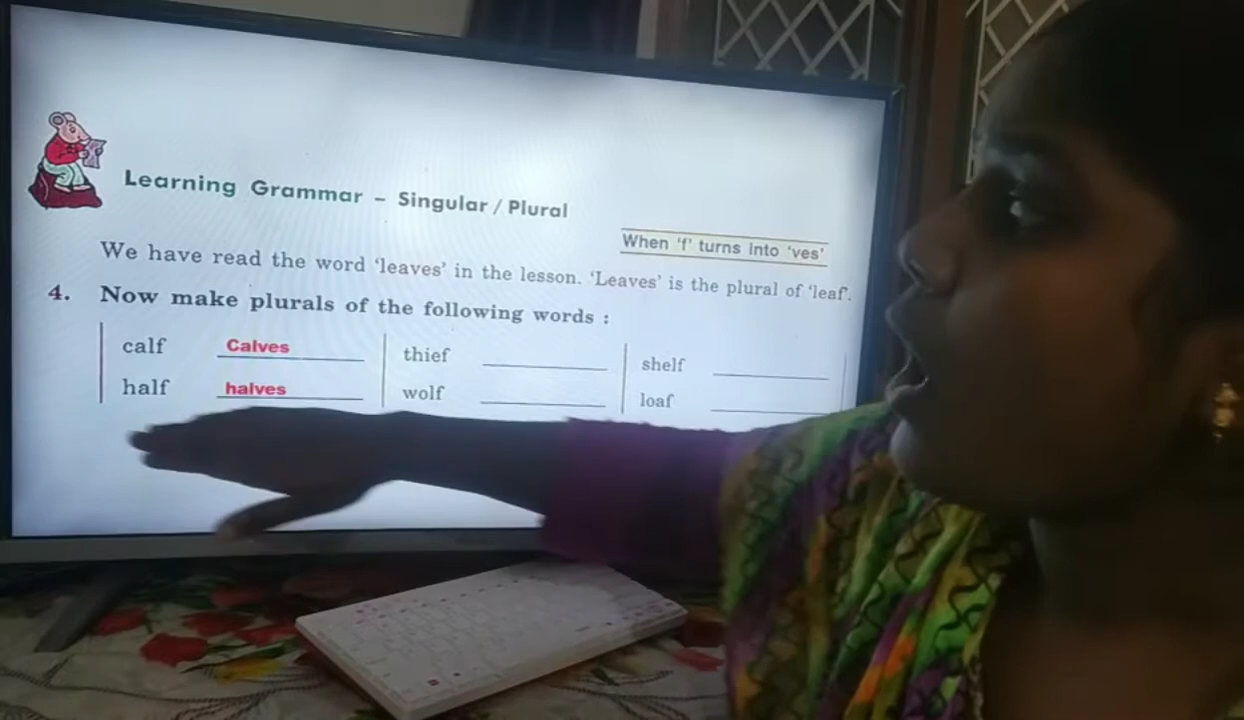 Learning Grammar – Singular / Plural
When 'f' turns into 'ves'
We have read the word 'leaves' in the lesson. 'Leaves' is the plural of 'leaf'.
4. Now make plurals of the following words :
calf Calves thief shelf
half halves wolf loaf